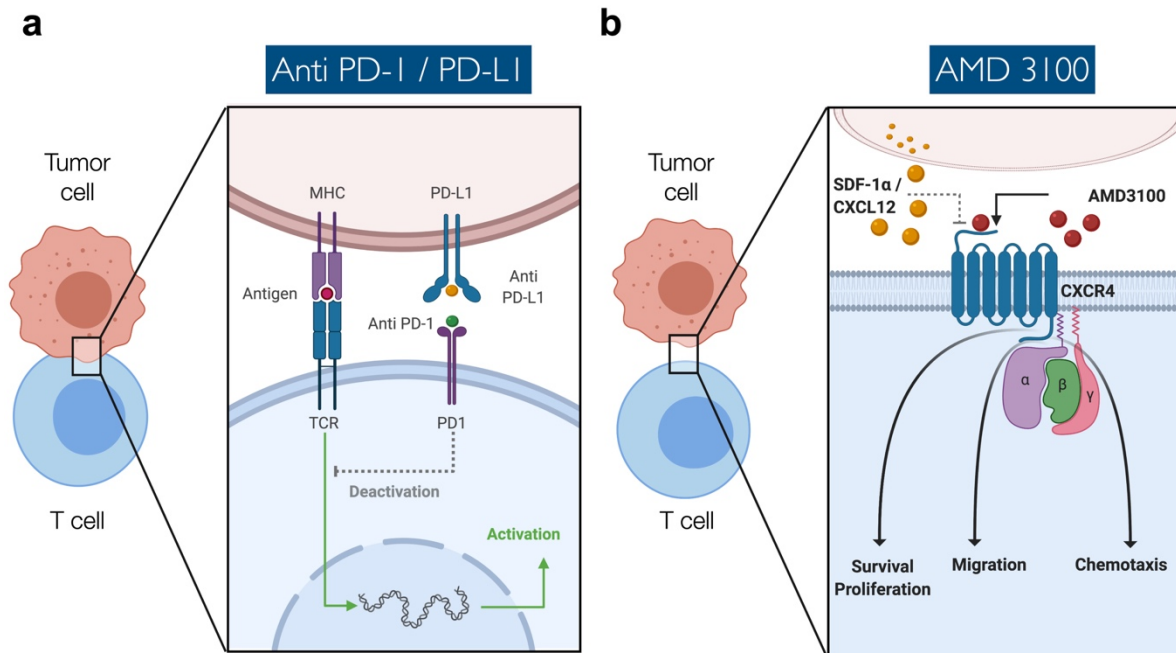 a
Anti PD-1 / PD-L1
Tumor
cell
T cell
MHC
PD-L1
Antigen
Anti
PD-L1
Anti PD-1
TCR
PD1
Deactivation
Activation
b
AMD 3100
Tumor
cell
T cell
SDF-1α /
CXCL12
AMD3100
CXCR4
α
β
γ
Survival
Proliferation
Migration
Chemotaxis